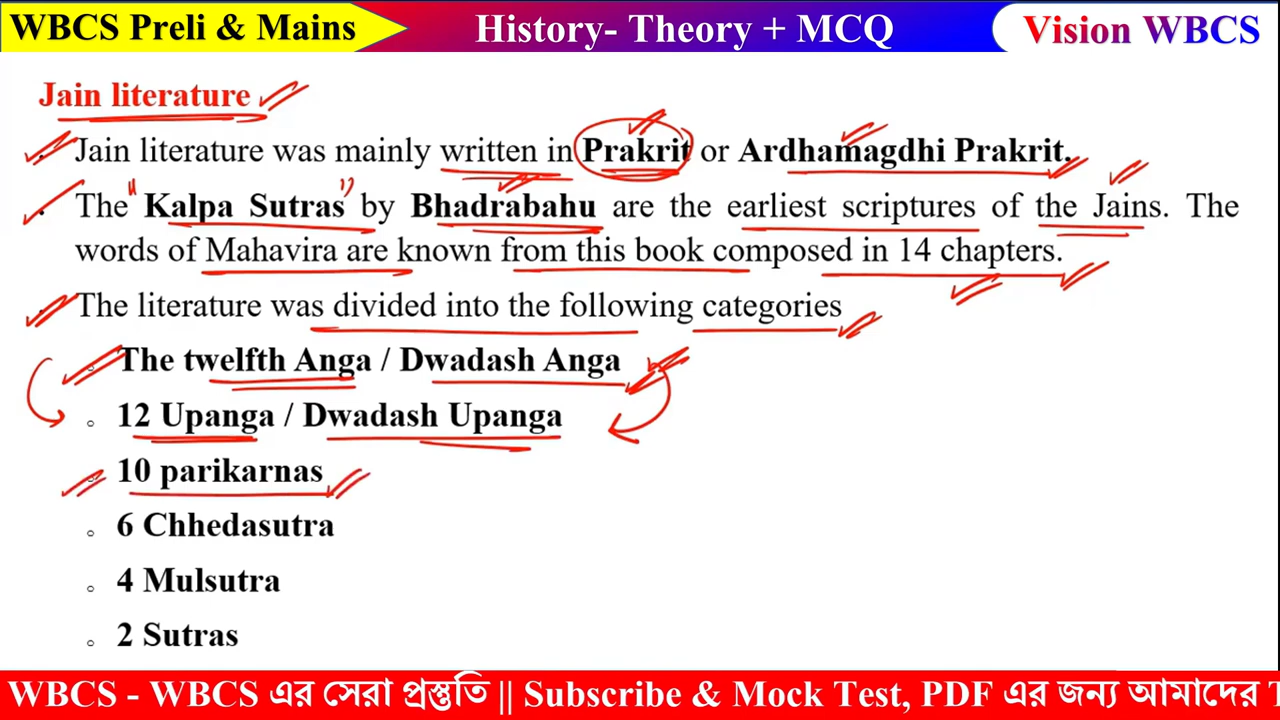 WBCS Preli & Mains
History- Theory + MCQ
Vision WBCS
Jain literature
Jain literature was mainly written in Prakrit or Ardhamagdhi Prakrit.
The "Kalpa Sutras" by Bhadrabahu are the earliest scriptures of the Jains. The
words of Mahavira are known from this book composed in 14 chapters.
The literature was divided into the following categories
The twelfth Anga / Dwadash Anga
12 Upanga / Dwadash Upanga
10 parikarnas
6 Chhedasutra
4 Mulsutra
2 Sutras
WBCS - WBCS এর সেরা প্রস্তুতি || Subscribe & Mock Test, PDF এর জন্য আমাদের T